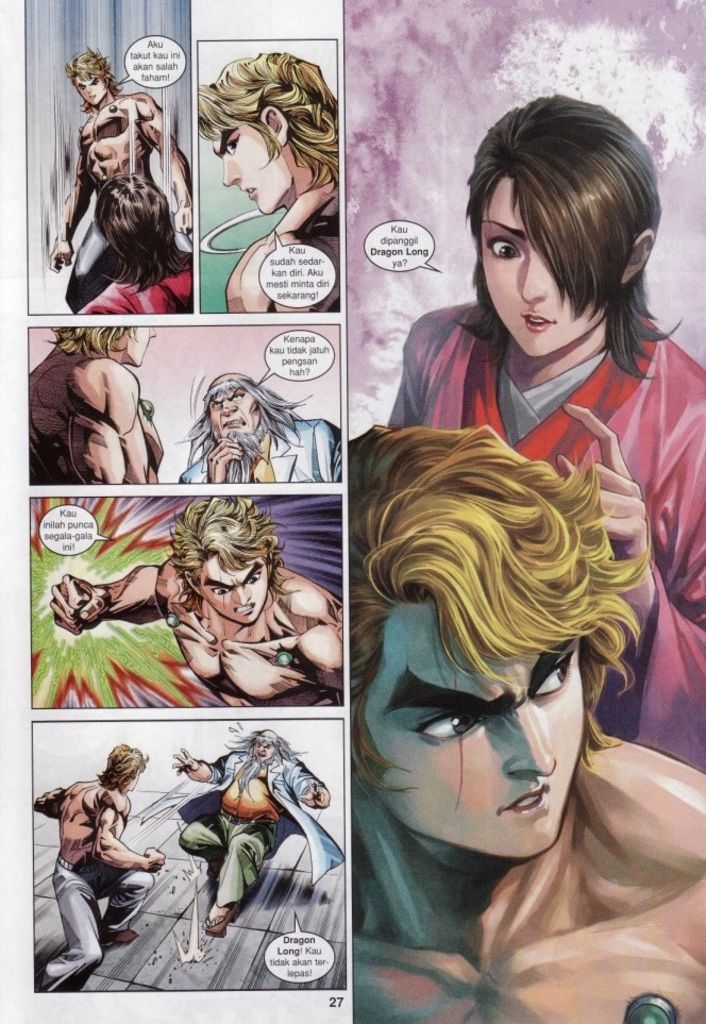 Aku
takut kau ini
akan salah
faham!
Kau
sudah sedar-
kan diri. Aku
mesti minta diri
sekarang!
Kau
dipanggil
Dragon Long
ya?
Kenapa
kau tidak jatuh
pengsan
hah?
Kau
inilah punca
segala-gala
ini!
Dragon
Long! Kau
tidak akan ter-
lepas!
27